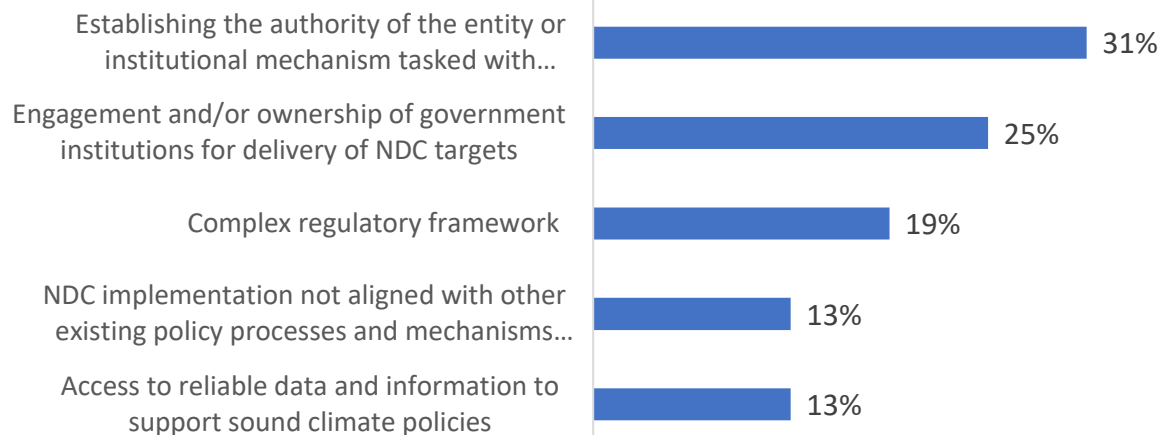 Establishing the authority of the entity or
institutional mechanism tasked with…
31%
Engagement and/or ownership of government
institutions for delivery of NDC targets
25%
Complex regulatory framework
19%
NDC implementation not aligned with other
existing policy processes and mechanisms…
13%
Access to reliable data and information to
support sound climate policies
13%